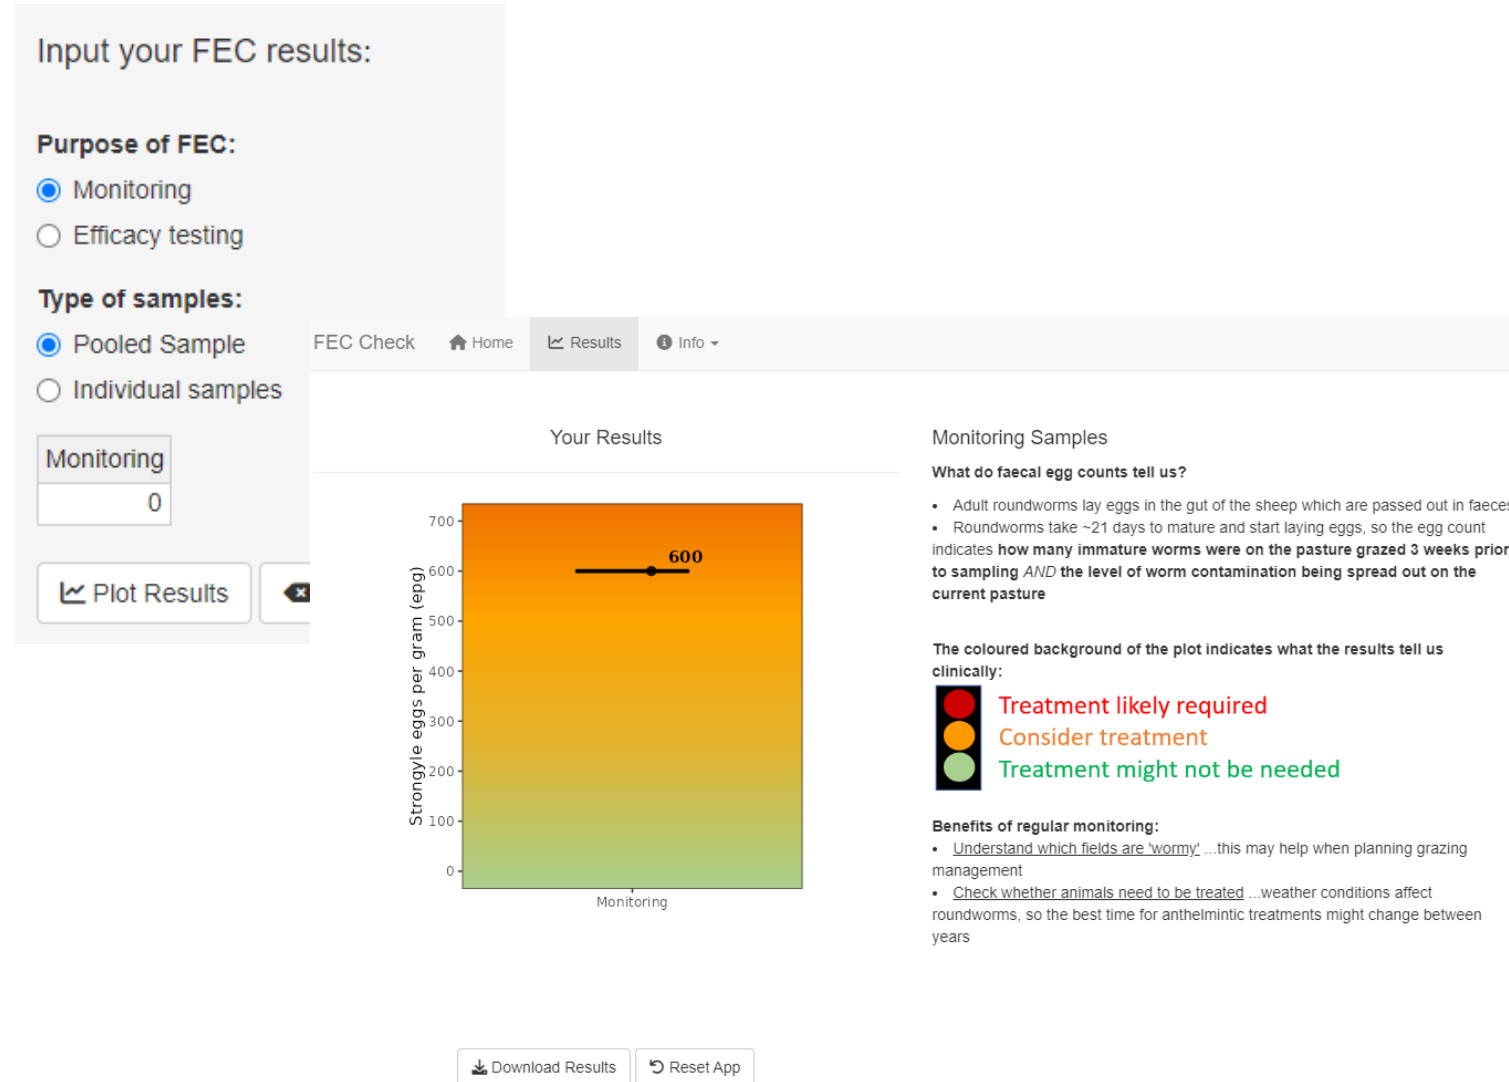 Input your FEC results:
Purpose of FEC:
Monitoring
Efficacy testing
Type of samples:
Pooled Sample
Individual samples
Monitoring
0
Plot Results
FEC Check
Home
Results
Info
Your Results
700
600
500
400
300
200
100
0
Strongyle eggs per gram (epg)
600
Monitoring
Download Results
Reset App
Monitoring Samples
What do faecal egg counts tell us?
• Adult roundworms lay eggs in the gut of the sheep which are passed out in faeces
• Roundworms take ~21 days to mature and start laying eggs, so the egg count
indicates how many immature worms were on the pasture grazed 3 weeks prior
to sampling AND the level of worm contamination being spread out on the
current pasture
The coloured background of the plot indicates what the results tell us
clinically:
Treatment likely required
Consider treatment
Treatment might not be needed
Benefits of regular monitoring:
• Understand which fields are 'wormy' ...this may help when planning grazing
management
• Check whether animals need to be treated ...weather conditions affect
roundworms, so the best time for anthelmintic treatments might change between
years